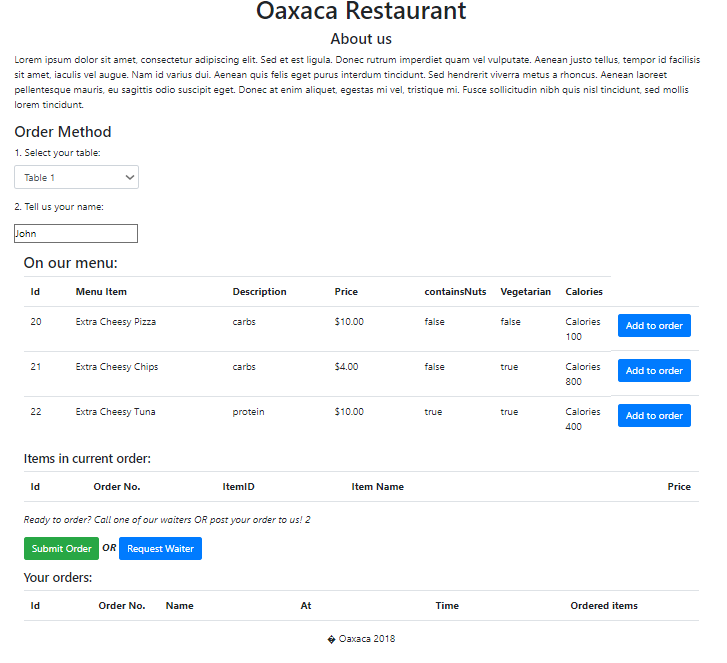 Oaxaca Restaurant
About us
Lorem ipsum dolor sit amet, consectetur adipiscing elit. Sed et est ligula. Donec rutrum imperdiet quam vel vulputate. Aenean justo tellus, tempor id facilisis
sit amet, iaculis vel augue. Nam id varius dui. Aenean quis felis eget purus interdum tincidunt. Sed hendrerit viverra metus a rhoncus. Aenean laoreet
pellentesque mauris, eu sagittis odio suscipit eget. Donec at enim aliquet, egestas mi vel, tristique mi. Fusce sollicitudin nibh quis nisl tincidunt, sed mollis
lorem tincidunt.
Order Method
1. Select your table:
Table 1
2. Tell us your name:
John
On our menu:
Id Menu Item Description Price containsNuts Vegetarian Calories
20 Extra Cheesy Pizza carbs $10.00 false false Calories 
100 Add to order
21 Extra Cheesy Chips carbs $4.00 false true Calories
800 Add to order
22 Extra Cheesy Tuna protein $10.00 true true Calories
400 Add to order
Items in current order:
Id Order No. ItemID Item Name Price
Ready to order? Call one of our waiters OR post your order to us! 2
Submit Order OR Request Waiter
Your orders:
Id Order No. Name At Time Ordered items
� Oaxaca 2018